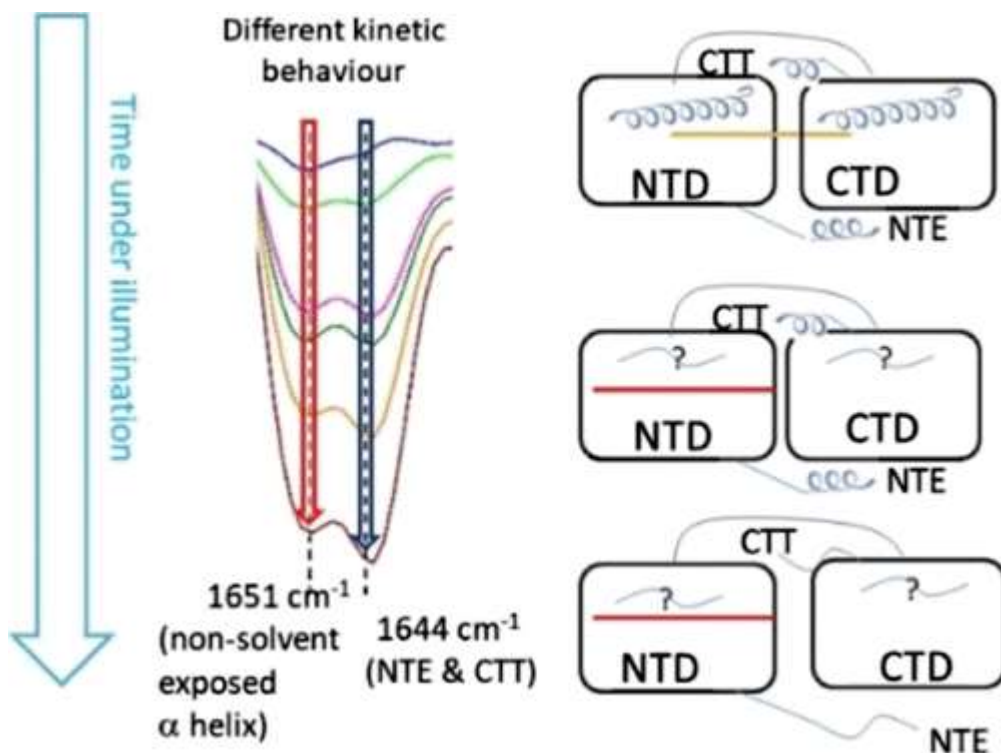 Time under illumination
Different kinetic
behaviour
1651 cm⁻¹
(non-solvent
exposed
α helix)
1644 cm⁻¹
(NTE & CTT)
CTT
NTD
CTD
NTE
CTT
?
?
NTD
CTD
NTE
CTT
?
?
NTD
CTD
NTE